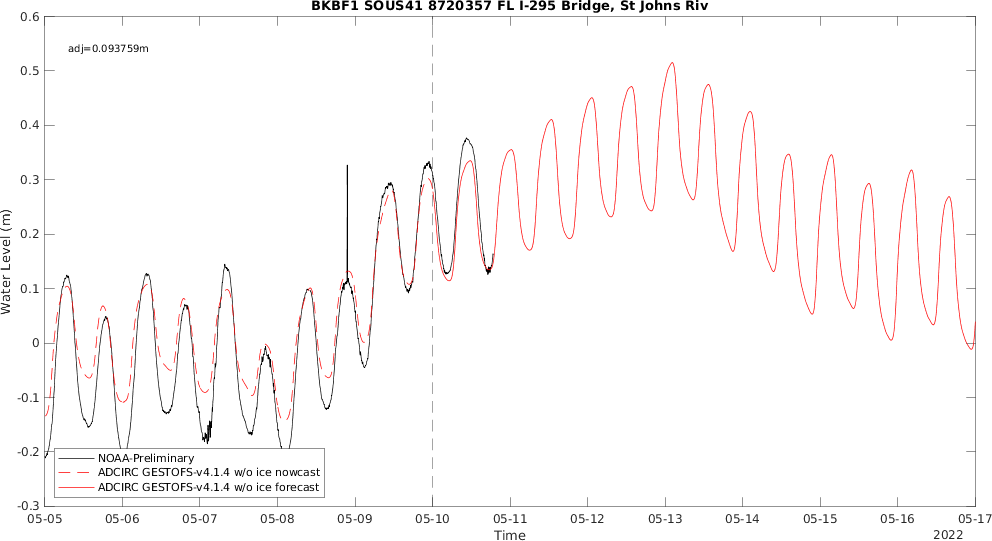 BKBF1 SOUS41 8720357 FL I-295 Bridge, St Johns Riv
adj=0.093759m
Water Level (m)
0.6
0.5
0.4
0.3
0.2
0.1
0
-0.1
-0.2
-0.3
NOAA-Preliminary
ADCIRC GESTOFS-v4.1.4 w/o ice nowcast
ADCIRC GESTOFS-v4.1.4 w/o ice forecast
05-05 05-06 05-07 05-08 05-09 05-10 05-11 05-12 05-13 05-14 05-15 05-16 05-17
Time
2022